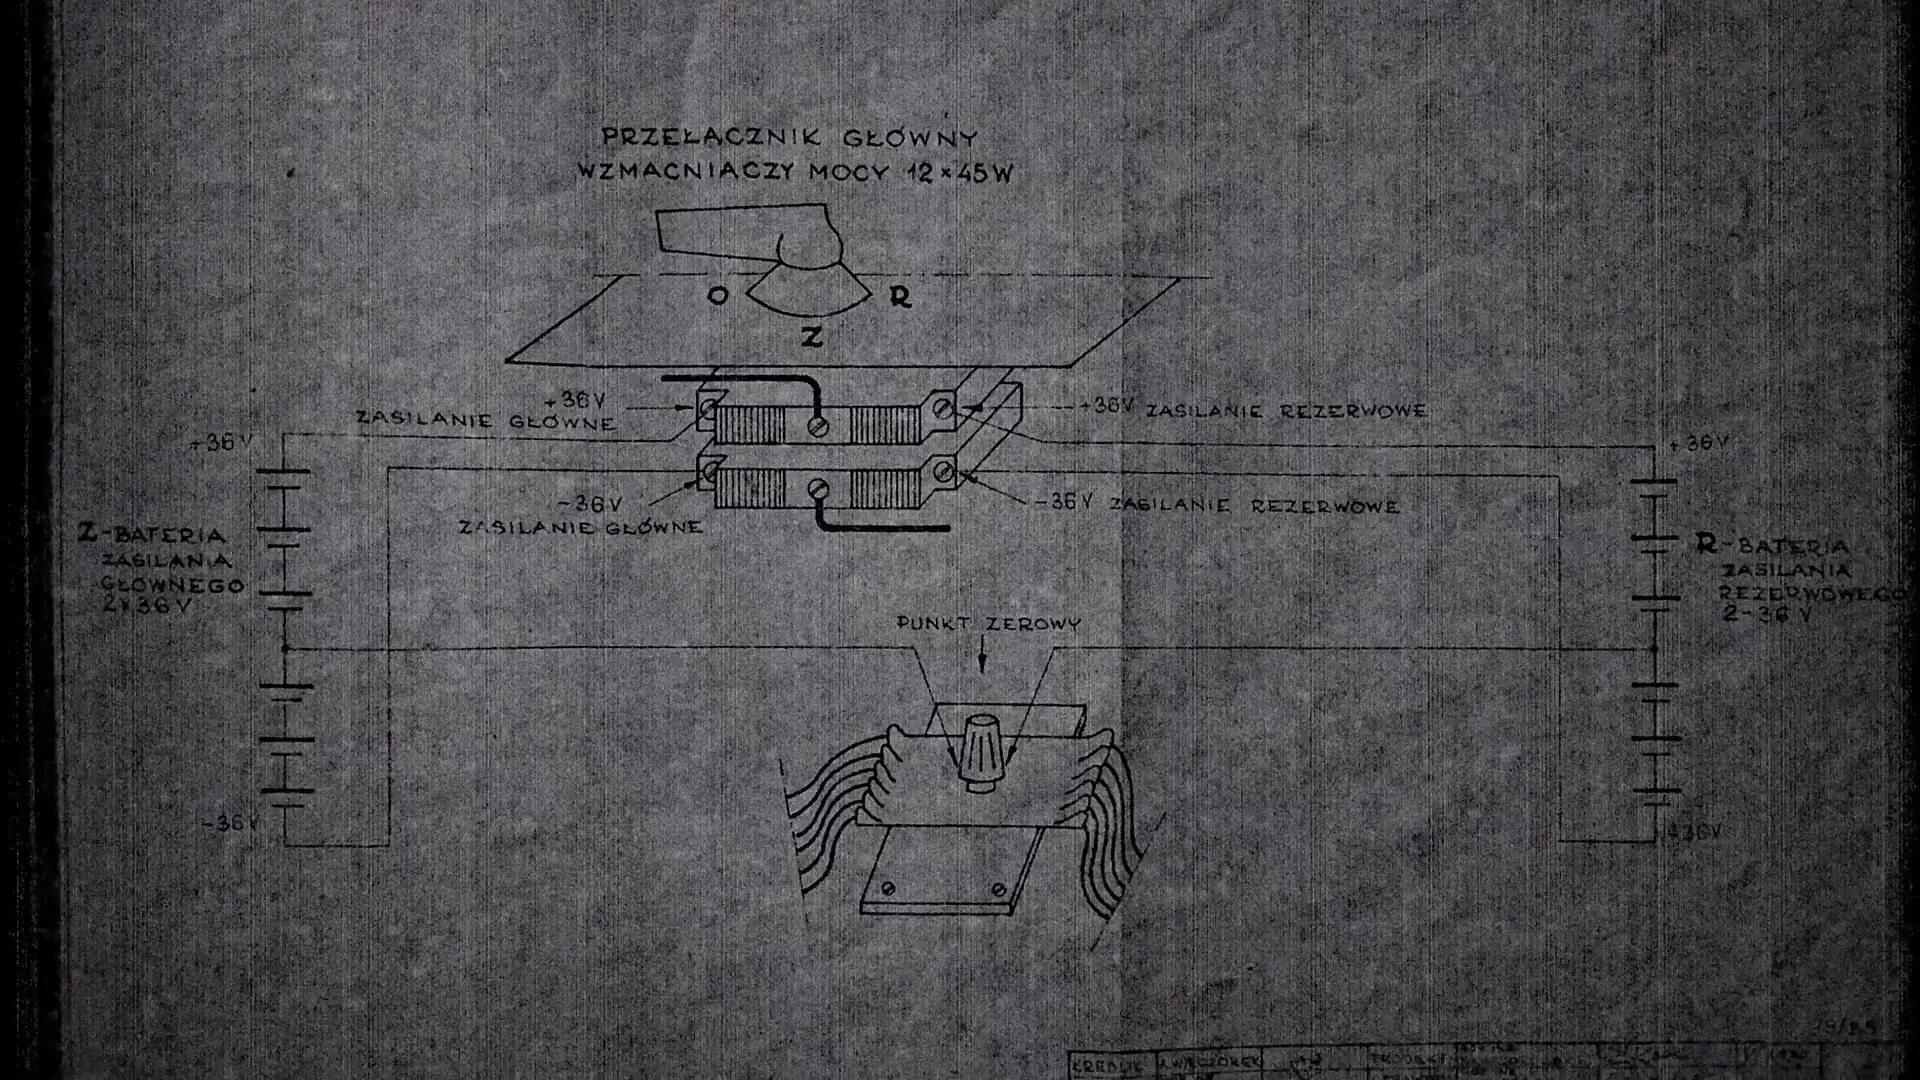 PRZEŁĄCZNIK GŁÓWNY
WZMACNIACZY MOCY 12×45W
O
R
Z
+36V
ZASILANIE GŁÓWNE
+36V ZASILANIE REZERWOWE
+36V
+36V
-36V
ZASILANIE GŁÓWNE
-36V ZASILANIE REZERWOWE
Z-BATERIA
ZASILANIA
GŁÓWNEGO
2×36V
R-BATERIA
ZASILANIA
REZERWOWEGO
2-36V
PUNKT ZEROWY
-36V
KREŚLIŁ